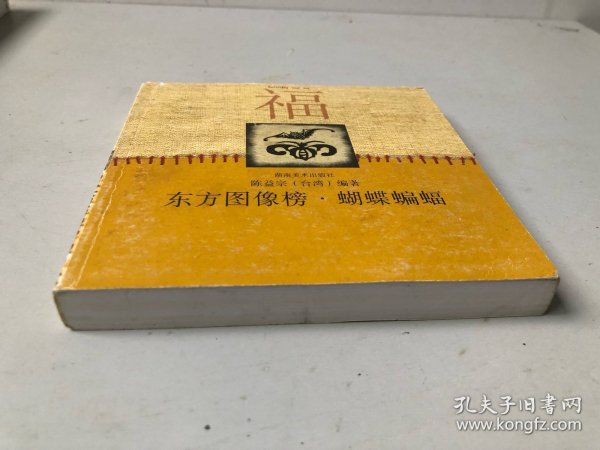 福
湖南美术出版社
陈益宗（台湾）编著
东方图像榜·蝴蝶蝙蝠
孔夫子旧书网
www.kongfz.com